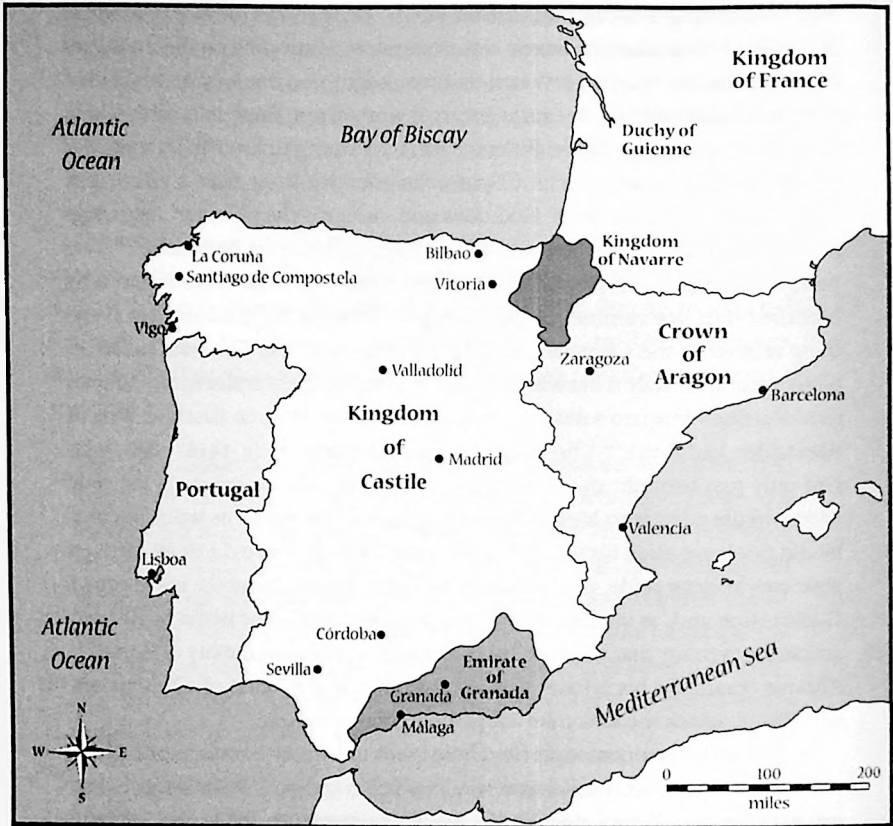 Kingdom
of France
Atlantic
Ocean
Bay of Biscay
Duchy of
Guienne
La Coruña
Santiago de Compostela
Bilbao
Vitoria
Kingdom
of Navarre
Vigo
Valladolid
Zaragoza
Crown
of
Aragon
Barcelona
Kingdom
of
Castile
Madrid
Portugal
Valencia
Lisboa
Córdoba
Sevilla
Emirate
of
Granada
Granada
Málaga
Atlantic
Ocean
Mediterranean Sea
N
W
E
S
0 100 200
miles